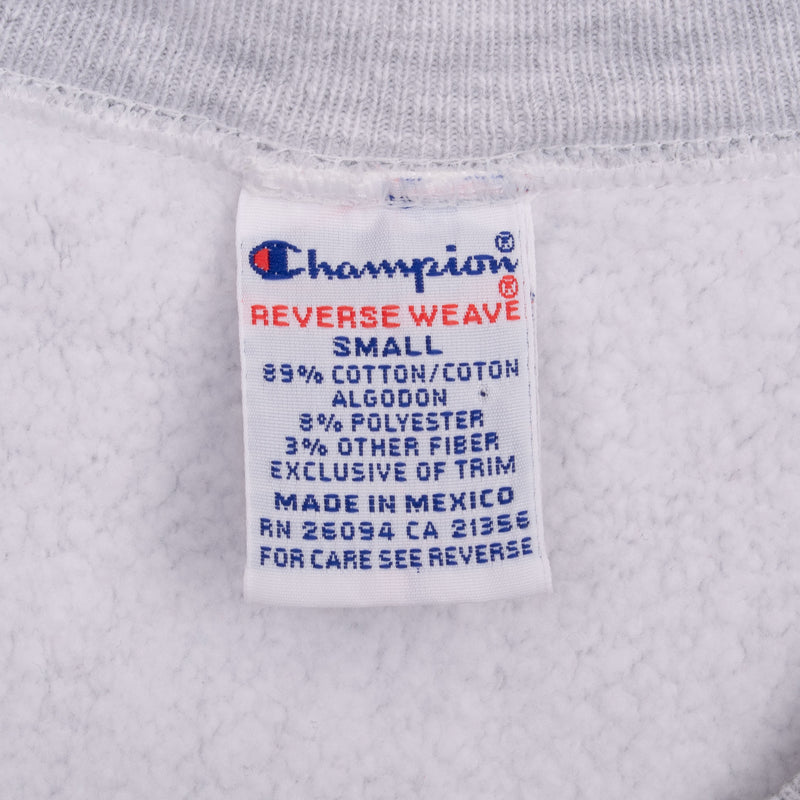 Champion®
REVERSE WEAVE®
SMALL
89% COTTON/COTON
ALGODON
8% POLYESTER
3% OTHER FIBER
EXCLUSIVE OF TRIM
MADE IN MEXICO
RN 26094 CA 21356
FOR CARE SEE REVERSE